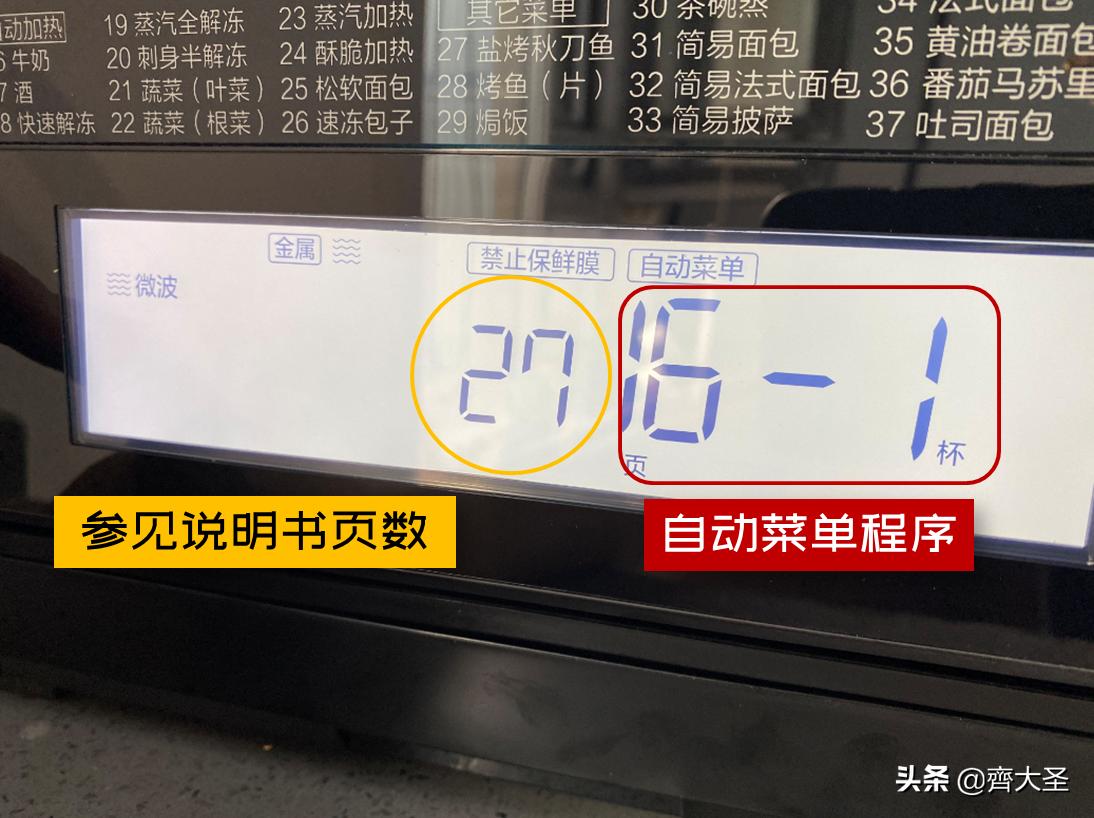 动加热
6 牛奶
7 酒
8 快速解冻
19 蒸汽全解冻
20 刺身半解冻
21 蔬菜（叶菜）
22 蔬菜（根菜）
23 蒸汽加热
24 酥脆加热
25 松软面包
26 速冻包子
其它菜单
27 盐烤秋刀鱼
28 烤鱼（片）
29 焗饭
30 茶碗蒸
31 简易面包
32 简易法式面包
33 简易披萨
34 法式面包
35 黄油卷面包
36 番茄马苏里
37 吐司面包
金属
禁止保鲜膜 自动菜单
微波
27 页 16-1 杯
参见说明书页数
自动菜单程序
头条 @齊大圣